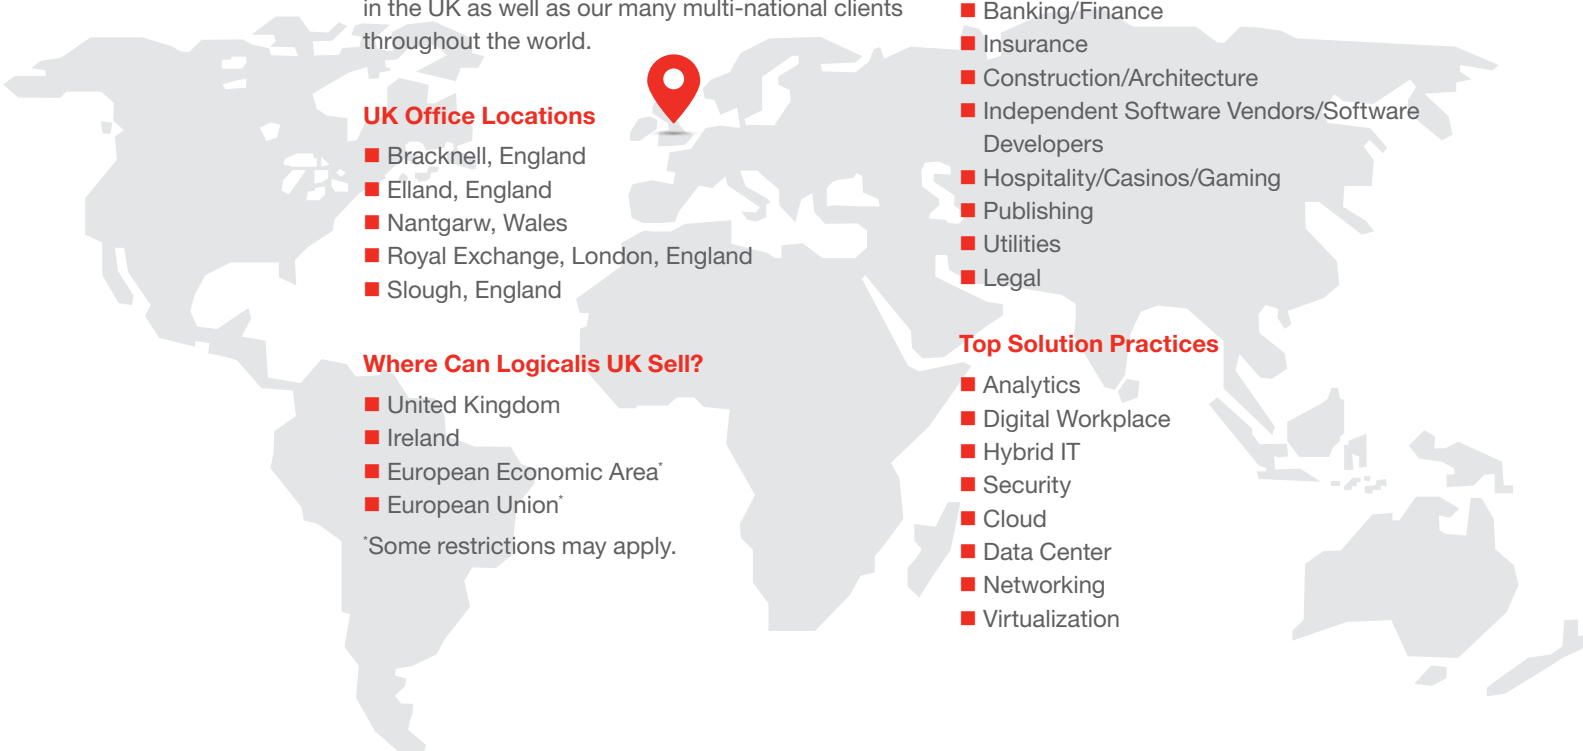 in the UK as well as our many multi-national clients
throughout the world.
UK Office Locations
■ Bracknell, England
■ Elland, England
■ Nantgarw, Wales
■ Royal Exchange, London, England
■ Slough, England
Where Can Logicalis UK Sell?
■ United Kingdom
■ Ireland
■ European Economic Area*
■ European Union*
*Some restrictions may apply.
■ Banking/Finance
■ Insurance
■ Construction/Architecture
■ Independent Software Vendors/Software
Developers
■ Hospitality/Casinos/Gaming
■ Publishing
■ Utilities
■ Legal
Top Solution Practices
■ Analytics
■ Digital Workplace
■ Hybrid IT
■ Security
■ Cloud
■ Data Center
■ Networking
■ Virtualization